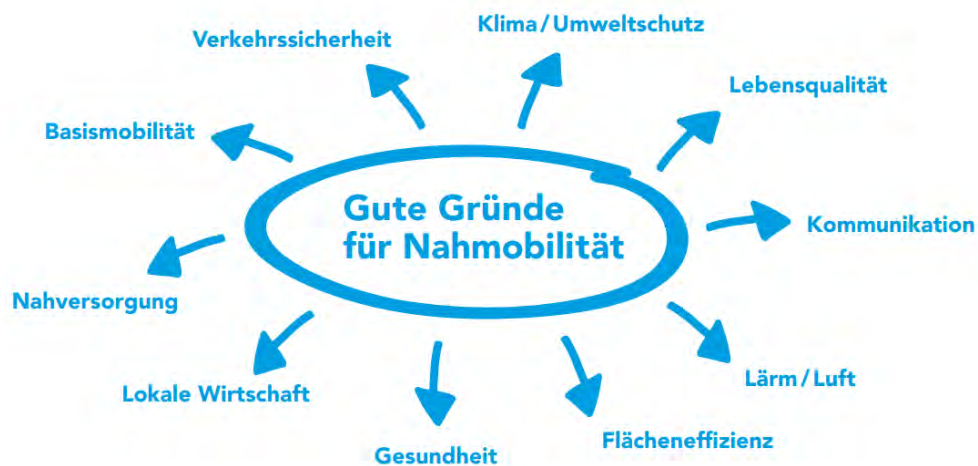 Klima / Umweltschutz
Verkehrssicherheit
Lebensqualität
Basismobilität
Gute Gründe
für Nahmobilität
Kommunikation
Nahversorgung
Lärm / Luft
Lokale Wirtschaft
Flächeneffizienz
Gesundheit